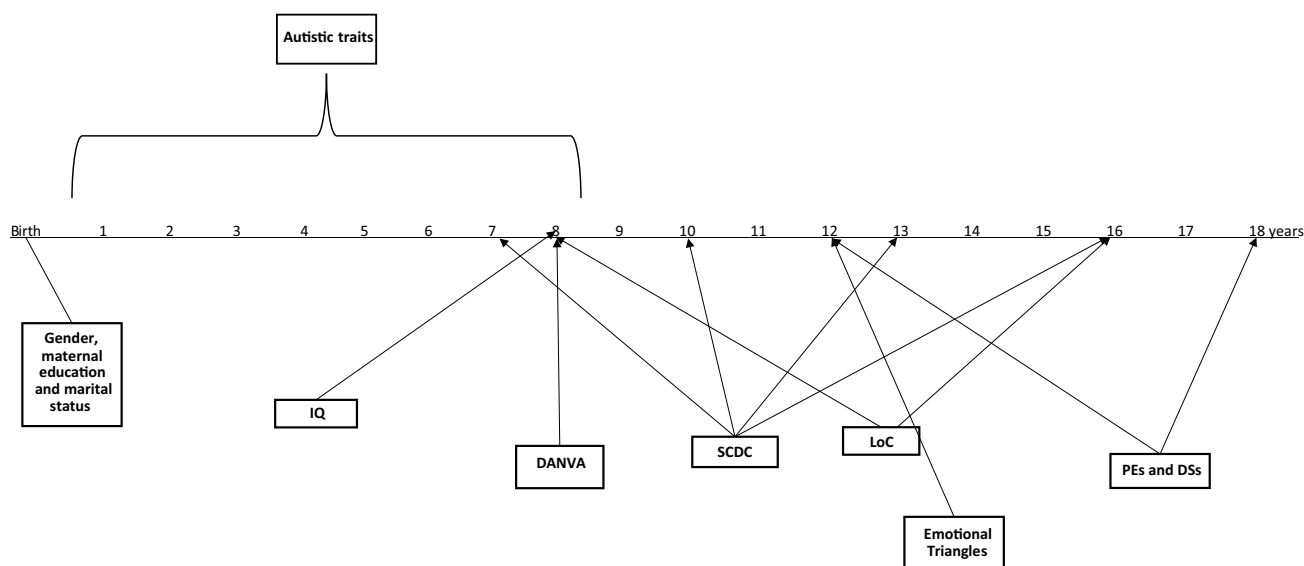 Autistic traits
Birth 1 2 3 4 5 6 7 8 9 10 11 12 13 14 15 16 17 18 years
Gender,
maternal
education
and marital
status
IQ
DANVA
SCDC
LoC
PEs and DSs
Emotional
Triangles